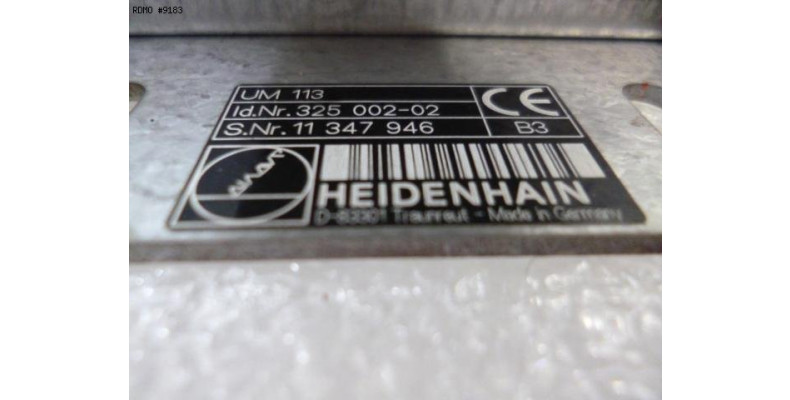 RDMO #9183
UM 113
Id.Nr. 325 002-02
S.Nr. 11 347 946
B3
CE
HEIDENHAIN
D-83301 Traunreut - Made in Germany